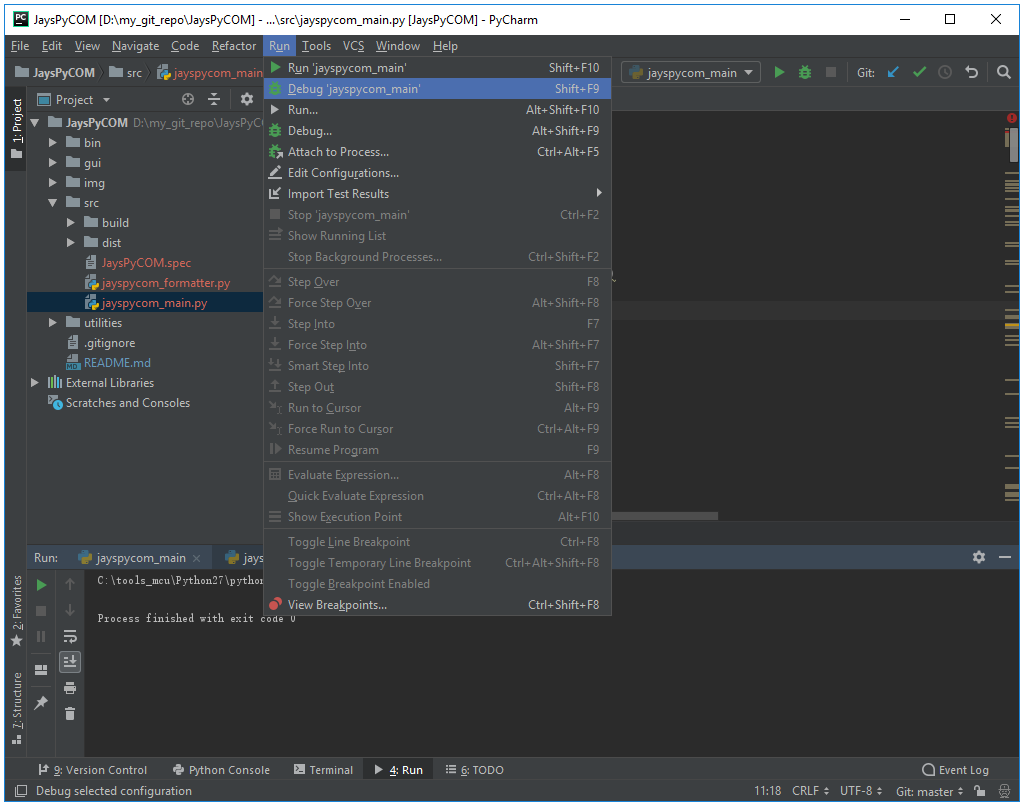 PC JaysPyCOM [D:\my_git_repo\JaysPyCOM] - ...\src\jayspycom_main.py [JaysPyCOM] - PyCharm
File Edit View Navigate Code Refactor Run Tools VCS Window Help
JaysPyCOM src jayspycom_main jayspycom_main Git:
1: Project
Project
JaysPyCOM D:\my_git_repo\JaysPyCO
bin
gui
img
src
build
dist
JaysPyCOM.spec
jayspycom_formatter.py
jayspycom_main.py
utilities
.gitignore
MD README.md
External Libraries
Scratches and Consoles
Run 'jayspycom_main' Shift+F10
Debug 'jayspycom_main' Shift+F9
Run... Alt+Shift+F10
Debug... Alt+Shift+F9
Attach to Process... Ctrl+Alt+F5
Edit Configurations...
Import Test Results
Stop 'jayspycom_main' Ctrl+F2
Show Running List
Stop Background Processes... Ctrl+Shift+F2
Step Over F8
Force Step Over Alt+Shift+F8
Step Into F7
Force Step Into Alt+Shift+F7
Smart Step Into Shift+F7
Step Out Shift+F8
Run to Cursor Alt+F9
Force Run to Cursor Ctrl+Alt+F9
Resume Program F9
Evaluate Expression... Alt+F8
Quick Evaluate Expression Ctrl+Alt+F8
Show Execution Point Alt+F10
Toggle Line Breakpoint Ctrl+F8
Toggle Temporary Line Breakpoint Ctrl+Alt+Shift+F8
Toggle Breakpoint Enabled
View Breakpoints... Ctrl+Shift+F8
Run: jayspycom_main jays
C:\tools_mcu\Python27\python
Process finished with exit code 0
2: Favorites
7: Structure
9: Version Control Python Console Terminal 4: Run 6: TODO Event Log
Debug selected configuration 11:18 CRLF UTF-8 Git: master